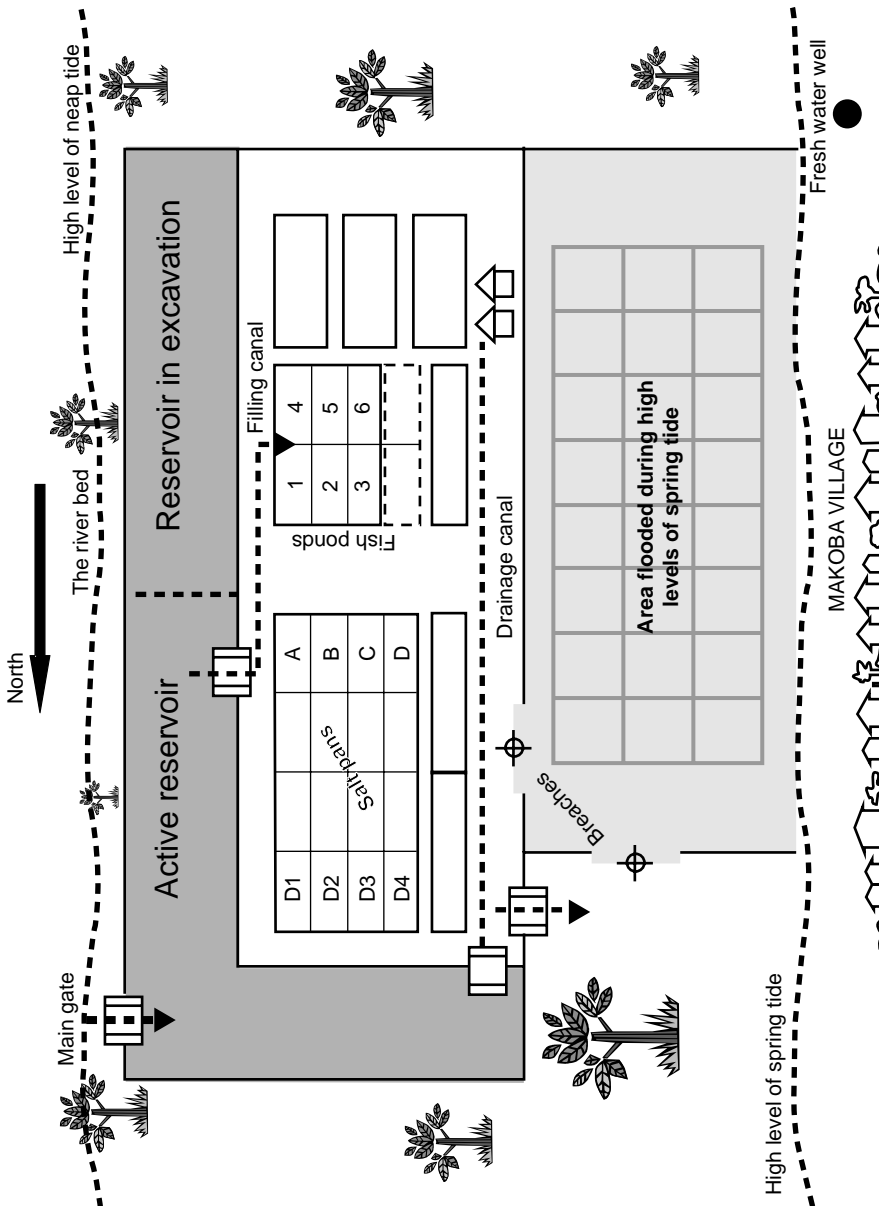 North
High level of neap tide
The river bed
Main gate
Active reservoir
Reservoir in excavation
Filling canal
D1
A
D2
B
D3
C
D4
D
Salt pans
1
4
2
5
3
6
Fish ponds
Drainage canal
Breaches
Area flooded during high
levels of spring tide
High level of spring tide
Fresh water well
MAKOBA VILLAGE